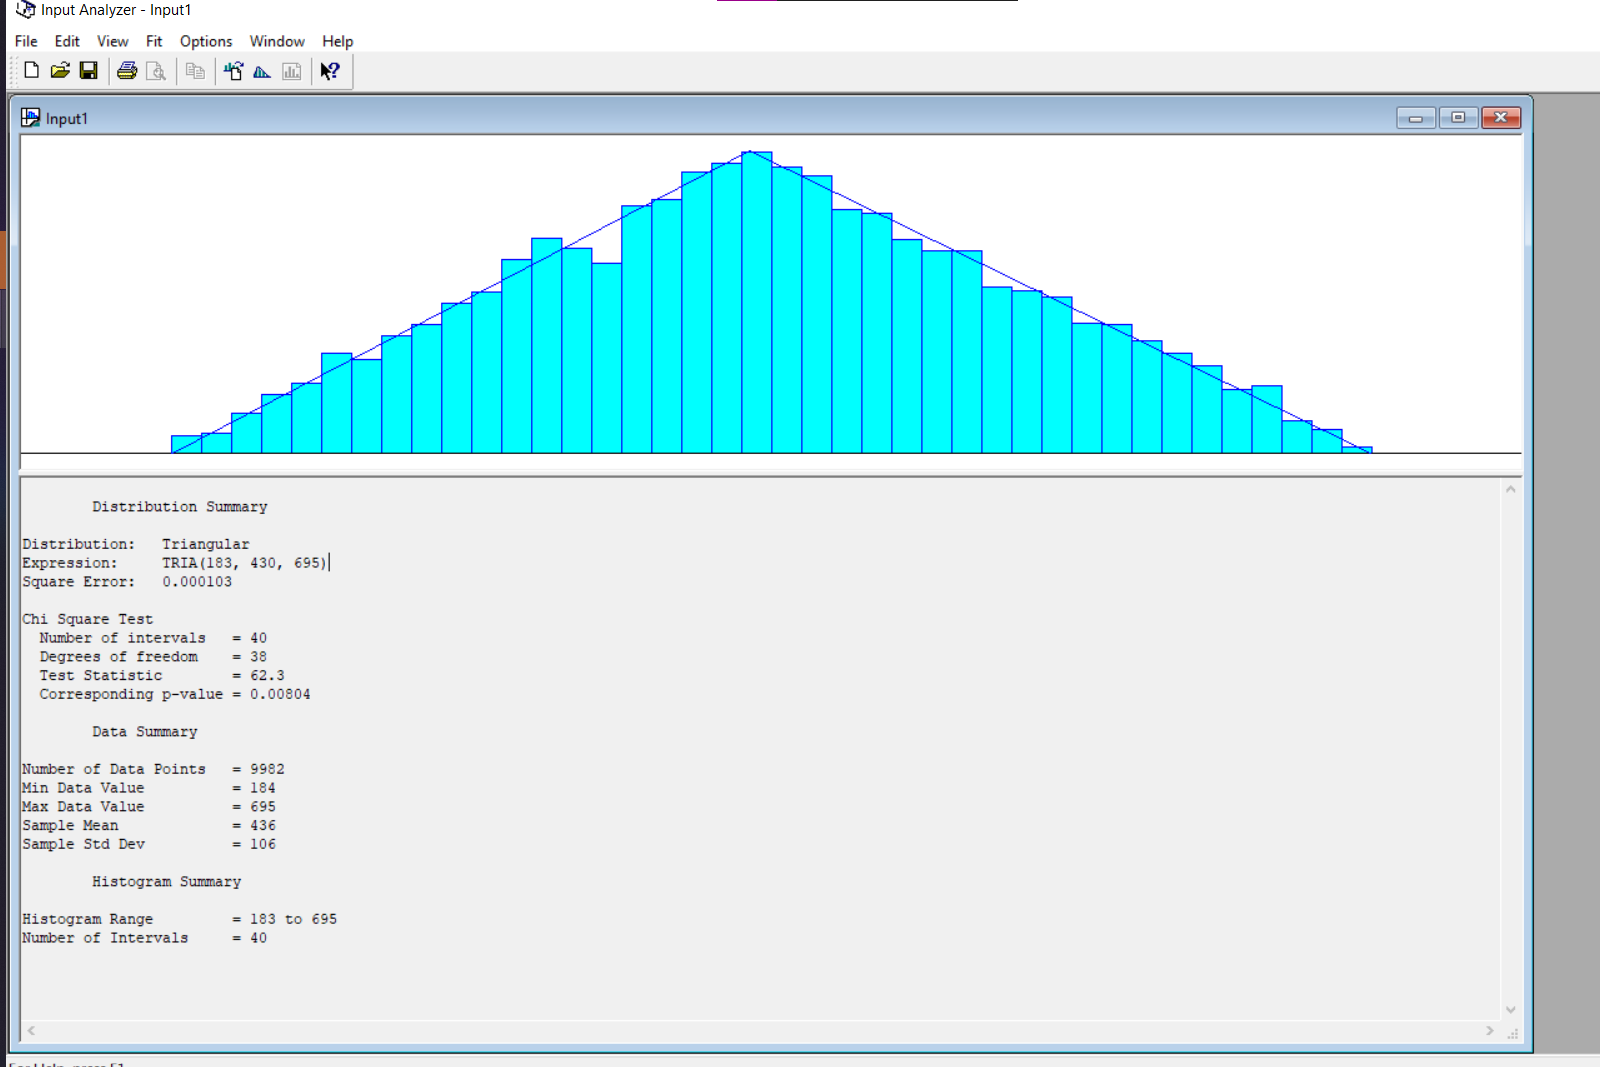 Input Analyzer - Input1
File Edit View Fit Options Window Help
Input1
Distribution Summary
Distribution: Triangular
Expression: TRIA(183, 430, 695)
Square Error: 0.000103
Chi Square Test
Number of intervals = 40
Degrees of freedom = 38
Test Statistic = 62.3
Corresponding p-value = 0.00804
Data Summary
Number of Data Points = 9982
Min Data Value = 184
Max Data Value = 695
Sample Mean = 436
Sample Std Dev = 106
Histogram Summary
Histogram Range = 183 to 695
Number of Intervals = 40